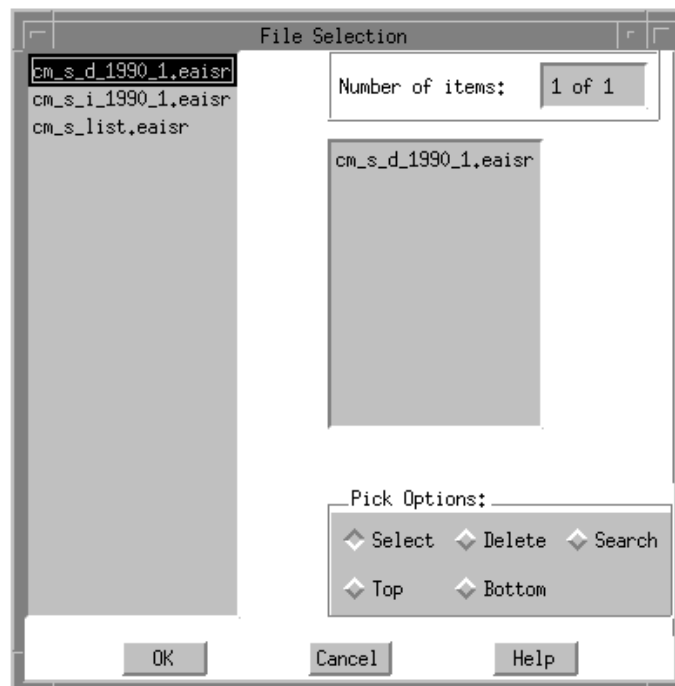 File Selection
cm_s_d_1990_1.eaisr
cm_s_i_1990_1.eaisr
cm_s_list.eaisr
Number of items: 1 of 1
cm_s_d_1990_1.eaisr
Pick Options:
Select Delete Search
Top Bottom
OK Cancel Help